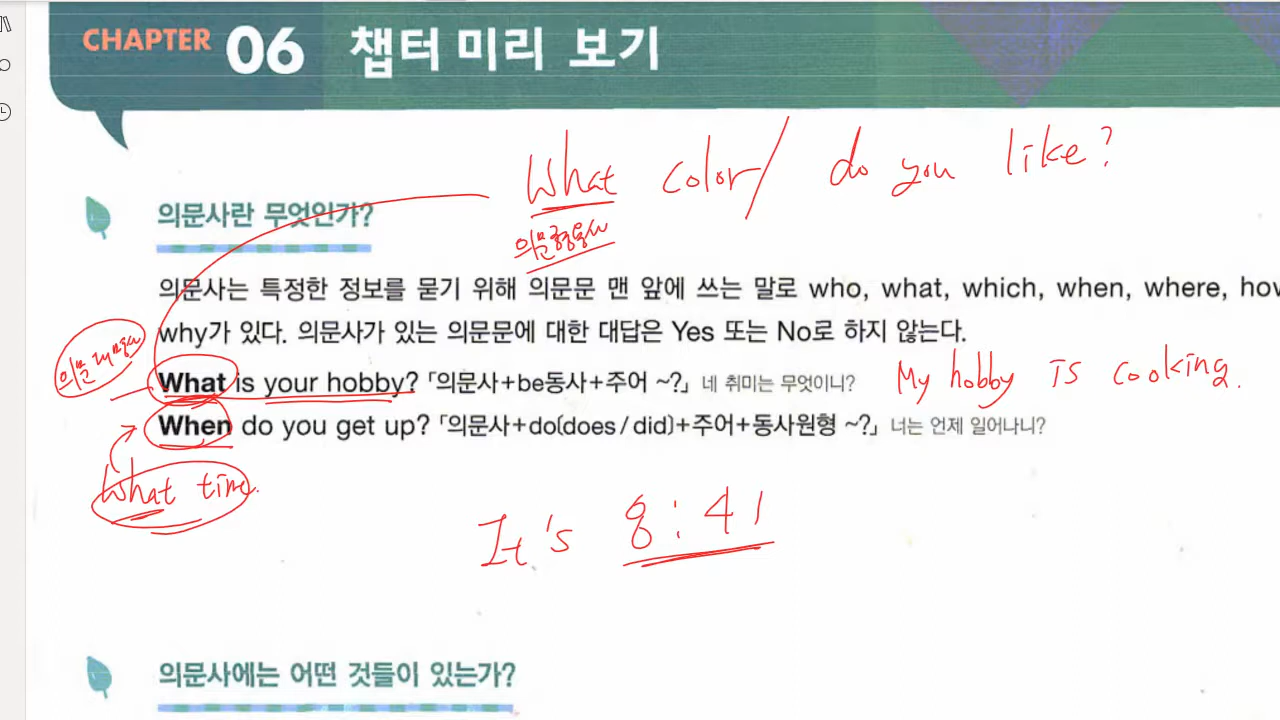 CHAPTER 06 챕터 미리 보기
What color/ do you like?
의문사란 무엇인가?
의문형용사
의문사는 특정한 정보를 묻기 위해 의문문 맨 앞에 쓰는 말로 who, what, which, when, where, how
why가 있다. 의문사가 있는 의문문에 대한 대답은 Yes 또는 No로 하지 않는다.
의문대명사
What is your hobby?「의문사+be동사+주어 ~?」 네 취미는 무엇이니? My hobby is cooking.
When do you get up?「의문사+do(does/did)+주어+동사원형 ~?」 너는 언제 일어나니?
What time.
It's 8:41
의문사에는 어떤 것들이 있는가?